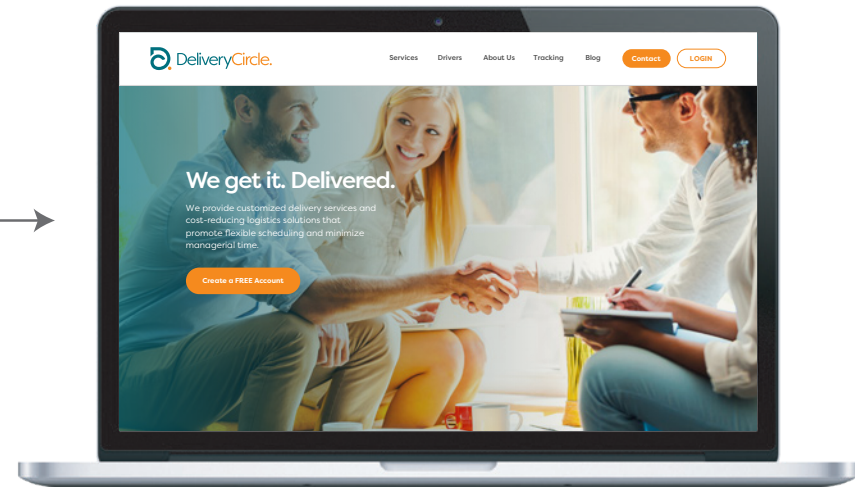 DeliveryCircle.
Services Drivers About Us Tracking Blog Contact LOGIN
We get it. Delivered.
We provide customized delivery services and
cost-reducing logistics solutions that
promote flexible scheduling and minimize
managerial time.
Create a FREE Account